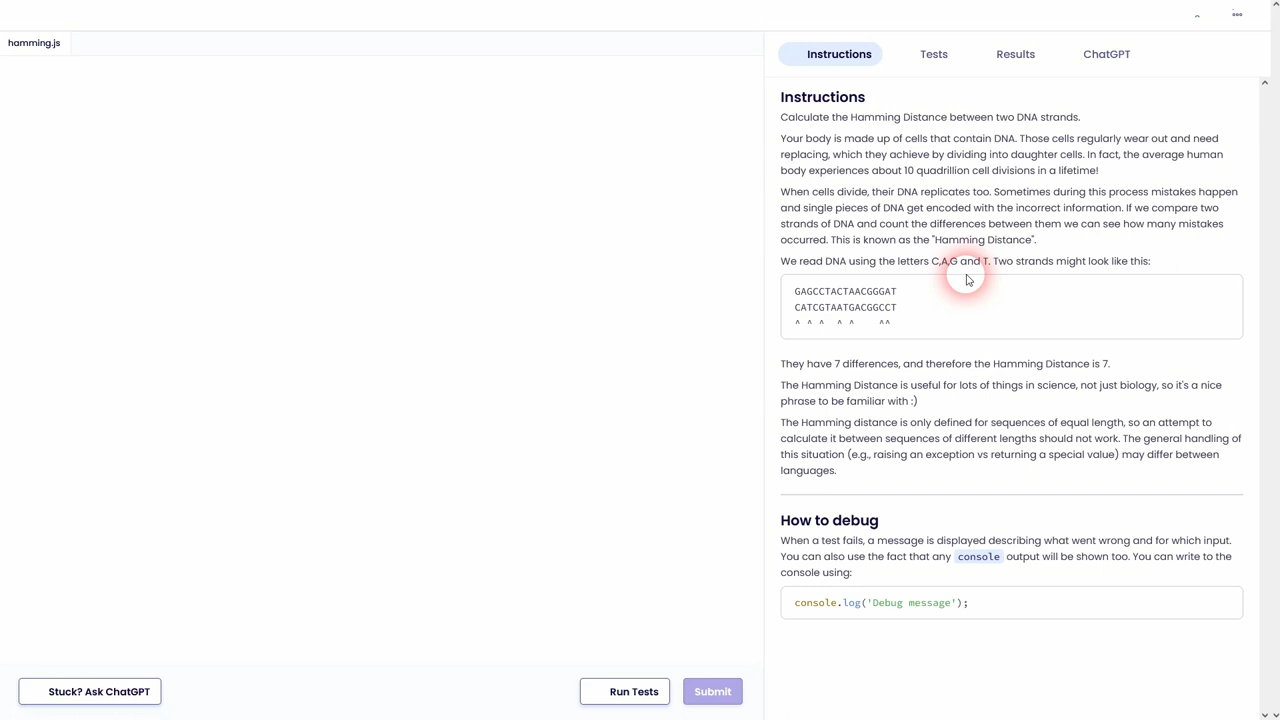 hamming.js
Instructions
Tests
Results
ChatGPT
Instructions
Calculate the Hamming Distance between two DNA strands.
Your body is made up of cells that contain DNA. Those cells regularly wear out and need
replacing, which they achieve by dividing into daughter cells. In fact, the average human
body experiences about 10 quadrillion cell divisions in a lifetime!
When cells divide, their DNA replicates too. Sometimes during this process mistakes happen
and single pieces of DNA get encoded with the incorrect information. If we compare two
strands of DNA and count the differences between them we can see how many mistakes
occurred. This is known as the "Hamming Distance".
We read DNA using the letters C,A,G and T. Two strands might look like this:
GAGCCTACTAACGGGAT
CATCGTAATGACGGCCT
^ ^ ^  ^ ^    ^^
They have 7 differences, and therefore the Hamming Distance is 7.
The Hamming Distance is useful for lots of things in science, not just biology, so it's a nice
phrase to be familiar with :)
The Hamming distance is only defined for sequences of equal length, so an attempt to
calculate it between sequences of different lengths should not work. The general handling of
this situation (e.g., raising an exception vs returning a special value) may differ between
languages.
How to debug
When a test fails, a message is displayed describing what went wrong and for which input.
You can also use the fact that any console output will be shown too. You can write to the
console using:
console.log('Debug message');
Stuck? Ask ChatGPT
Run Tests
Submit